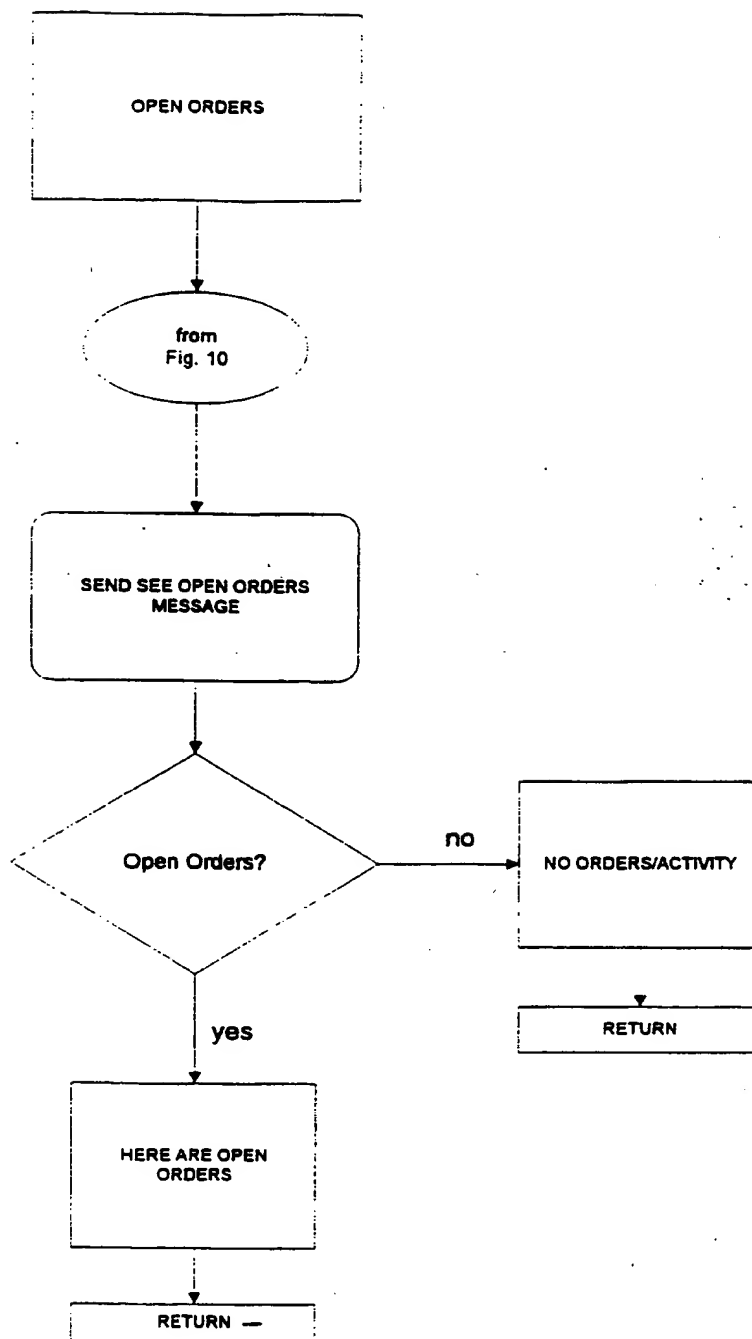 OPEN ORDERS
from
Fig. 10
SEND SEE OPEN ORDERS
MESSAGE
Open Orders?
no
NO ORDERS/ACTIVITY
RETURN
yes
HERE ARE OPEN
ORDERS
RETURN